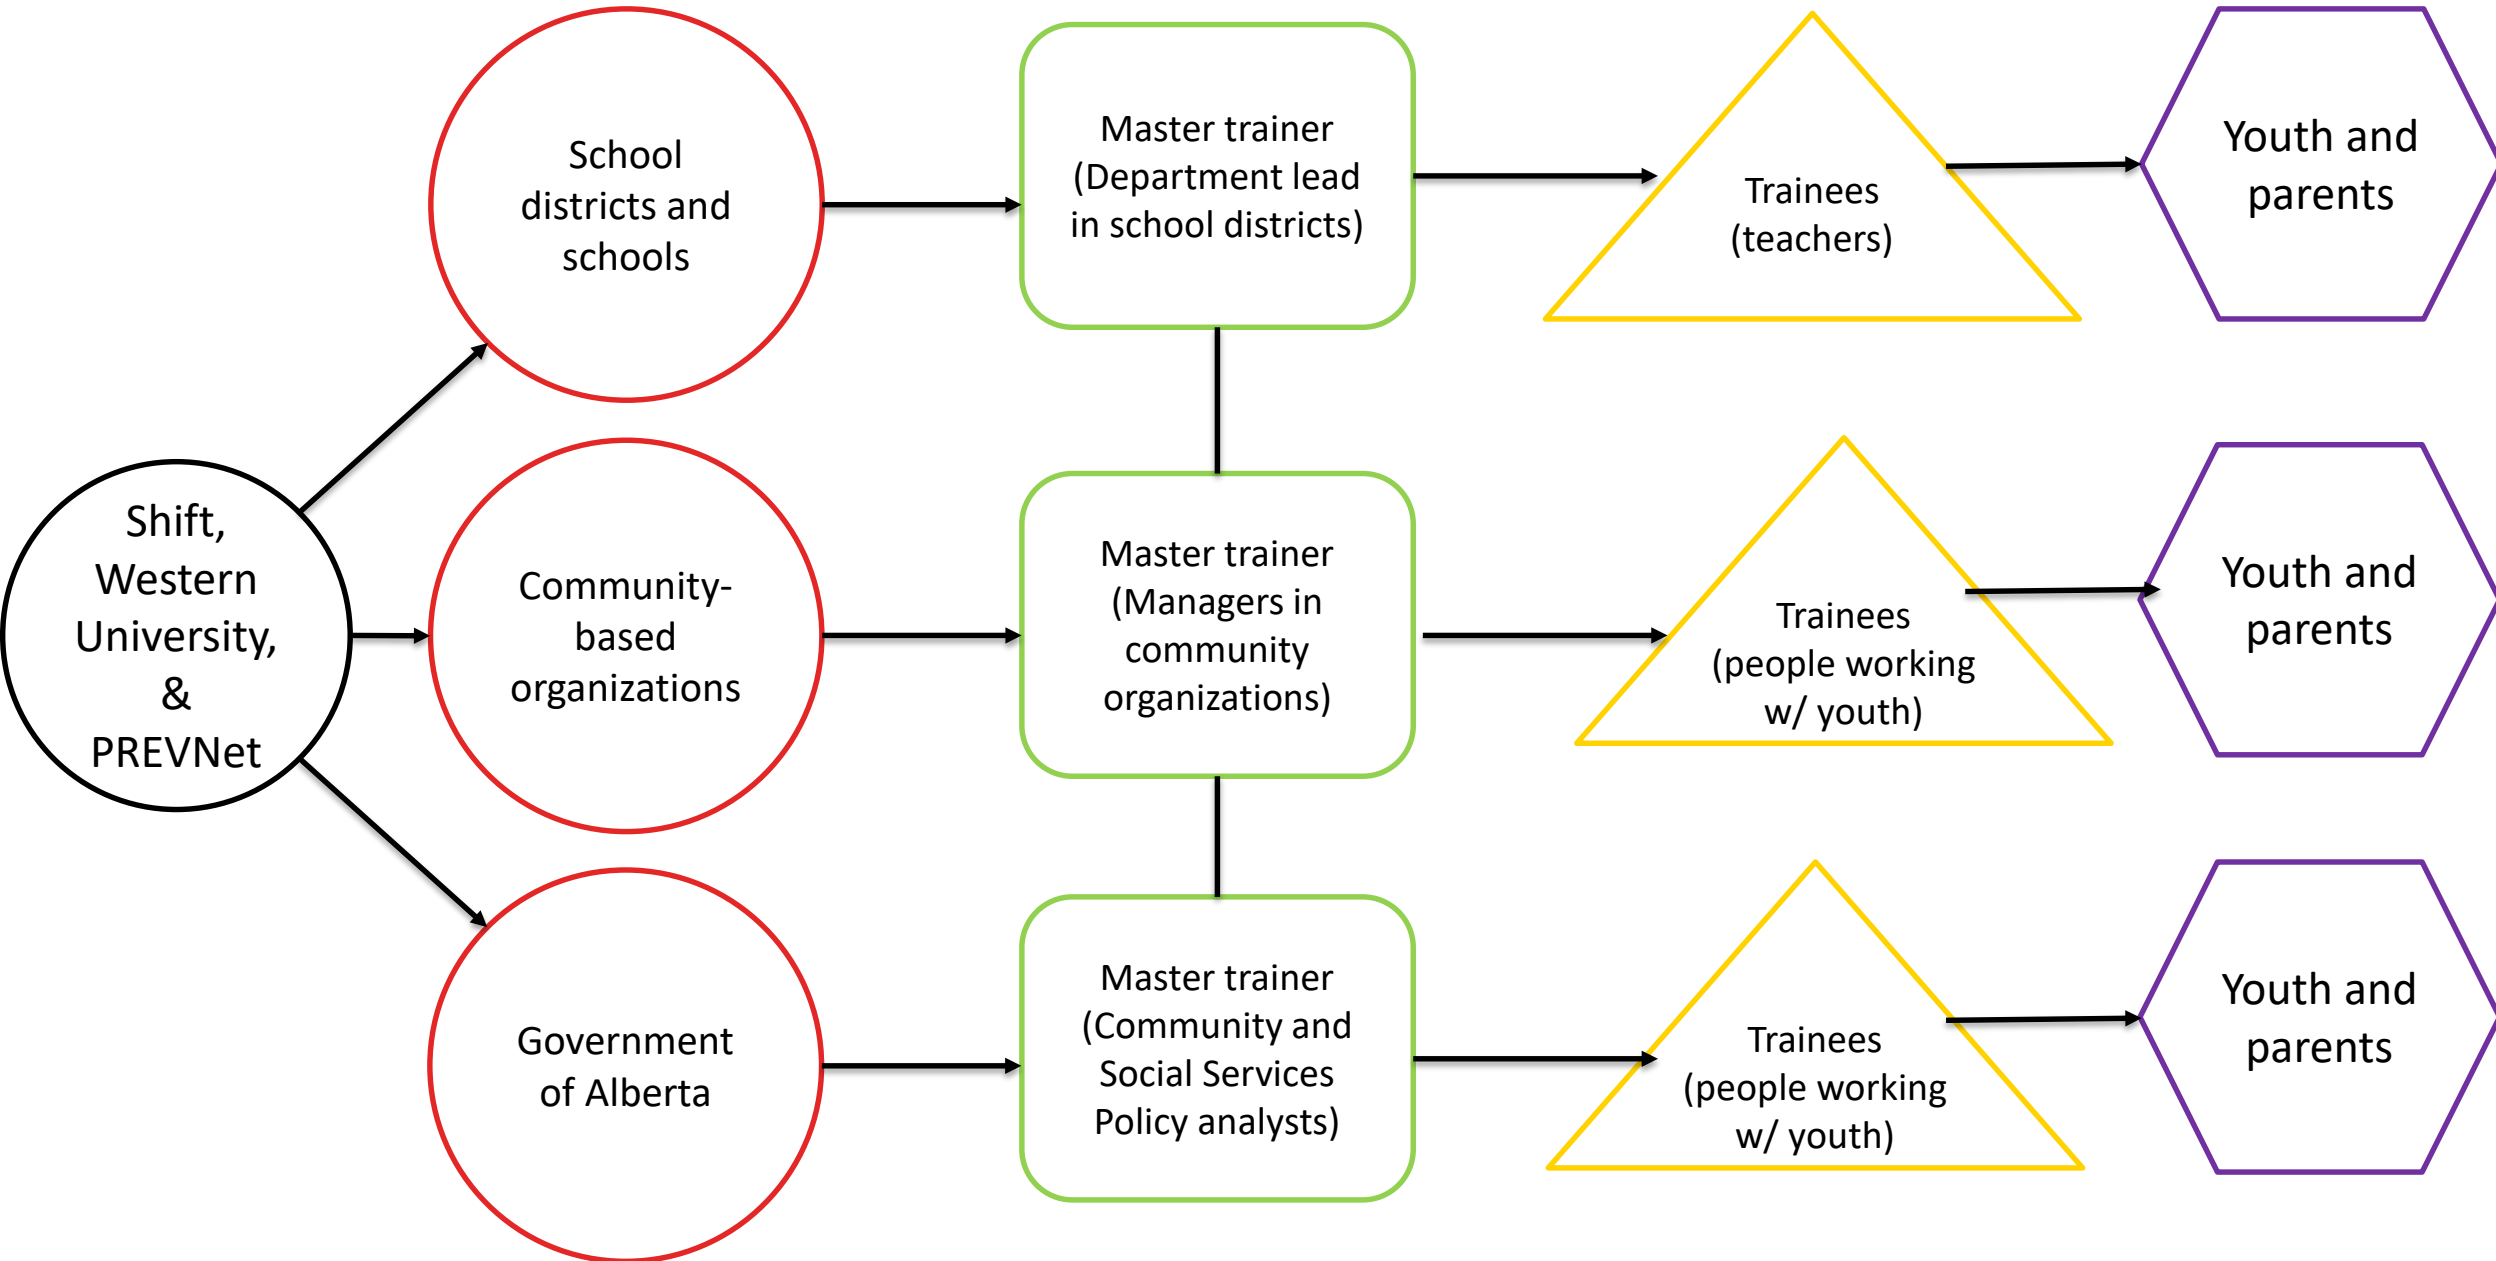 Shift,
Western
University,
&
PREVNet
School
districts and
schools
Master trainer
(Department lead
in school districts)
Trainees
(teachers)
Youth and
parents
Community-
based
organizations
Master trainer
(Managers in
community
organizations)
Trainees
(people working
w/ youth)
Youth and
parents
Government
of Alberta
Master trainer
(Community and
Social Services
Policy analysts)
Trainees
(people working
w/ youth)
Youth and
parents